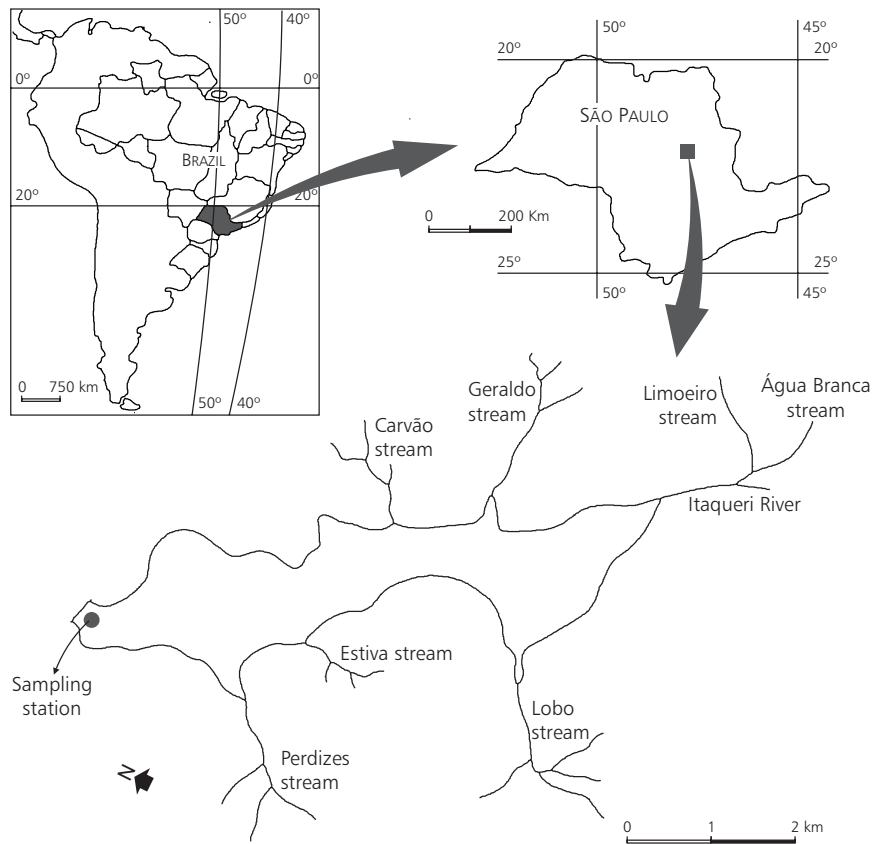 50º
40º
0º
0º
BRAZIL
20º
20º
0 750 km
50º 40º
50º
45º
20º
20º
SÃO PAULO
0 200 Km
25º
25º
50º
45º
Geraldo
stream
Limoeiro
stream
Água Branca
stream
Carvão
stream
Itaqueri River
Estiva stream
Sampling
station
Lobo
stream
Perdizes
stream
N
0 1 2 km